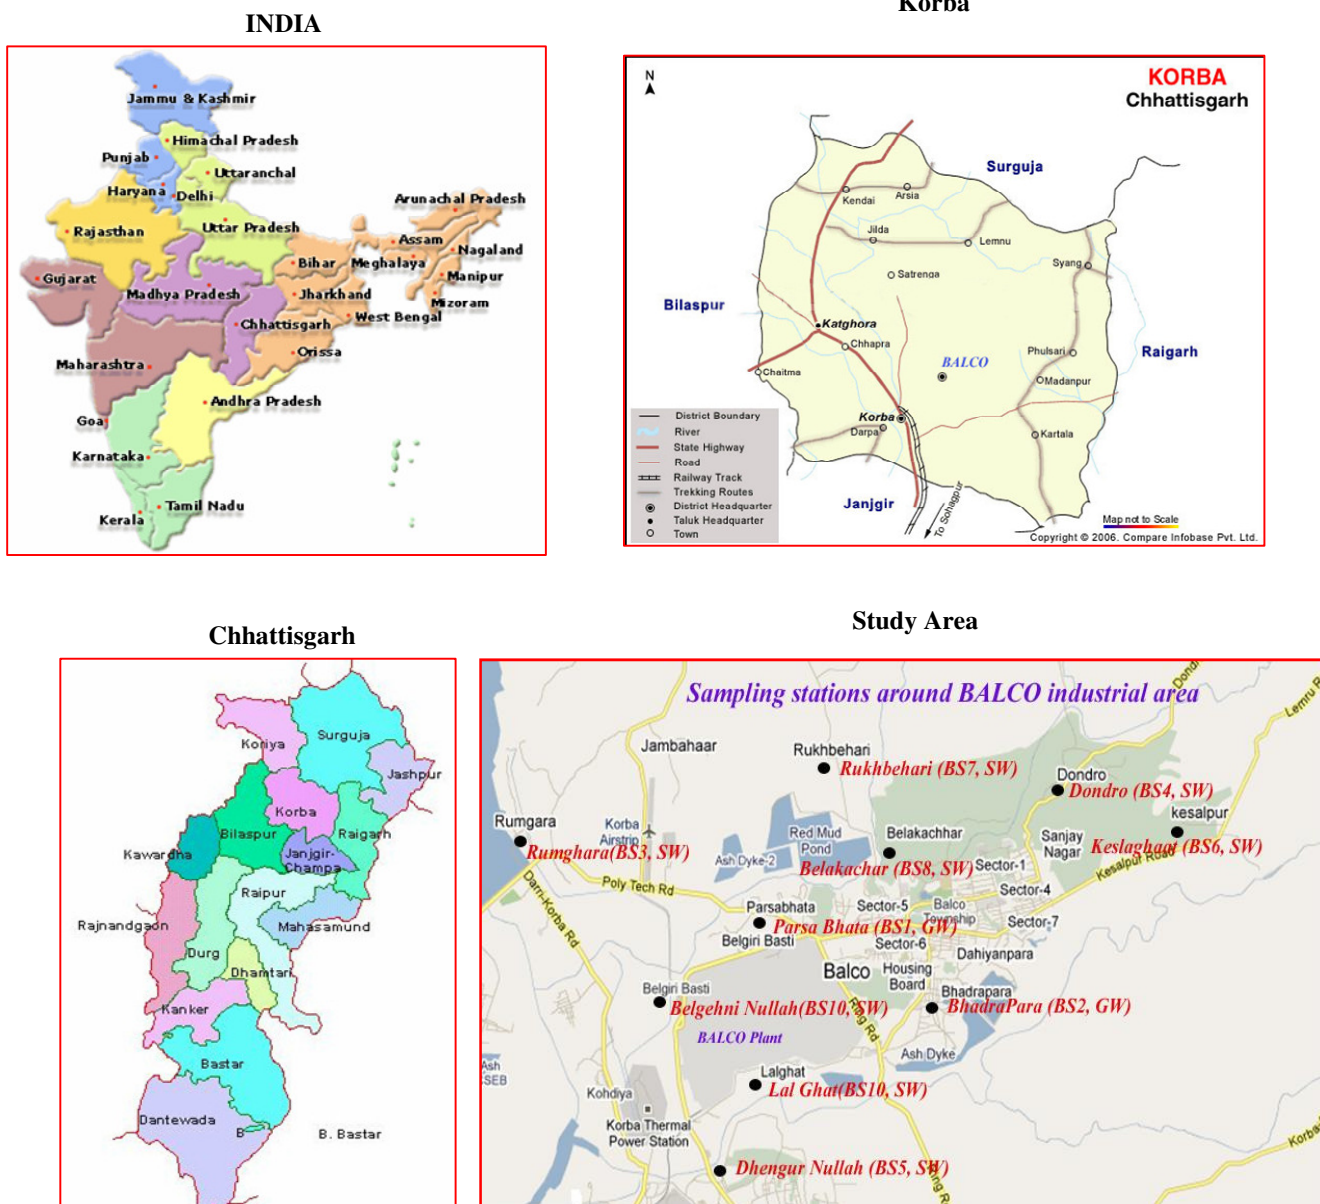 INDIA
Jammu & Kashmir
Himachal Pradesh
Punjab
Uttaranchal
Haryana
Delhi
Arunachal Pradesh
Rajasthan
Uttar Pradesh
Assam
Nagaland
Bihar
Meghalaya
Gujarat
Manipur
Madhya Pradesh
Jharkhand
Mizoram
Chhattisgarh
West Bengal
Orissa
Maharashtra
Andhra Pradesh
Goa
Karnataka
Tamil Nadu
Kerala
Korba
N
KORBA
Chhattisgarh
Surguja
Kendai
Arsia
Jilda
Lemnu
Syang
Satrenga
Bilaspur
Katghora
Chhapra
Phulsari
Raigarh
BALCO
Chaitma
Madanpur
Korba
Darpa
Kartala
Janjgir
To Sohagpur
District Boundary
River
State Highway
Road
Railway Track
Trekking Routes
District Headquarter
Taluk Headquarter
Town
Map not to Scale
Copyright © 2006. Compare Infobase Pvt. Ltd.
Chhattisgarh
Koriya
Surguja
Jashpur
Korba
Bilaspur
Raigarh
Kawardha
Janjgir-
Champa
Raipur
Rajnandgaon
Mahasamund
Durg
Dhamtari
Kanker
Bastar
Dantewada
B
B. Bastar
Study Area
Sampling stations around BALCO industrial area
Dondr
Lemru R
Jambahaar
Rukhbehari
Rukhbehari (BS7, SW)
Dondro
Dondro (BS4, SW)
kesalpur
Rumgara
Korba
Airstrip
Rumghara(BS3, SW)
Red Mud
Pond
Ash Dyke-2
Belakachhar
Belakachar (BS8, SW)
Sanjay
Nagar
Keslaghaat (BS6, SW)
Kesalpur Road
Sector-1
Sector-4
Poly Tech Rd
Darri-Korba Rd
Parsabhata
Parsa Bhata (BS1, GW)
Belgiri Basti
Sector-5
Balco
Township
Sector-7
Sector-6
Dahiyanpara
Balco
Housing
Board
Bhadrapara
BhadraPara (BS2, GW)
Belgiri Basti
Belgehni Nullah(BS10, SW)
Ring Rd
BALCO Plant
Ash Dyke
Ash
CSEB
Lalghat
Lal Ghat(BS10, SW)
Kohdiya
Korba Thermal
Power Station
Korba
Dhengur Nullah (BS5, SW)
Ring R